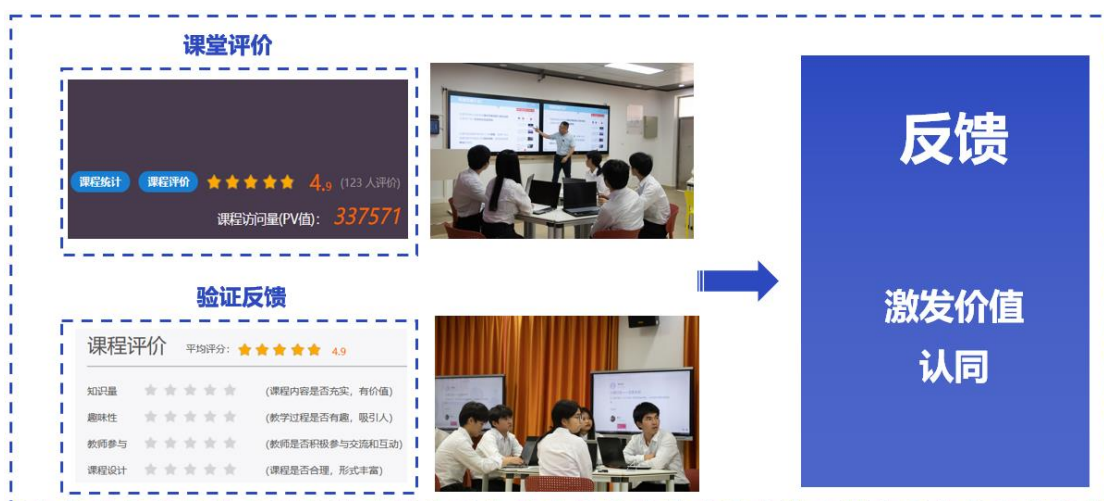 课堂评价
课程统计 课程评价 4.9 (123 人评价)
课程访问量(PV值): 337571
验证反馈
课程评价 平均评分: 4.9
知识量 (课程内容是否充实,有价值)
趣味性 (教学过程是否有趣,吸引人)
教师参与 (教师是否积极参与交流和互动)
课程设计 (课程是否合理,形式丰富)
反馈
激发价值
认同